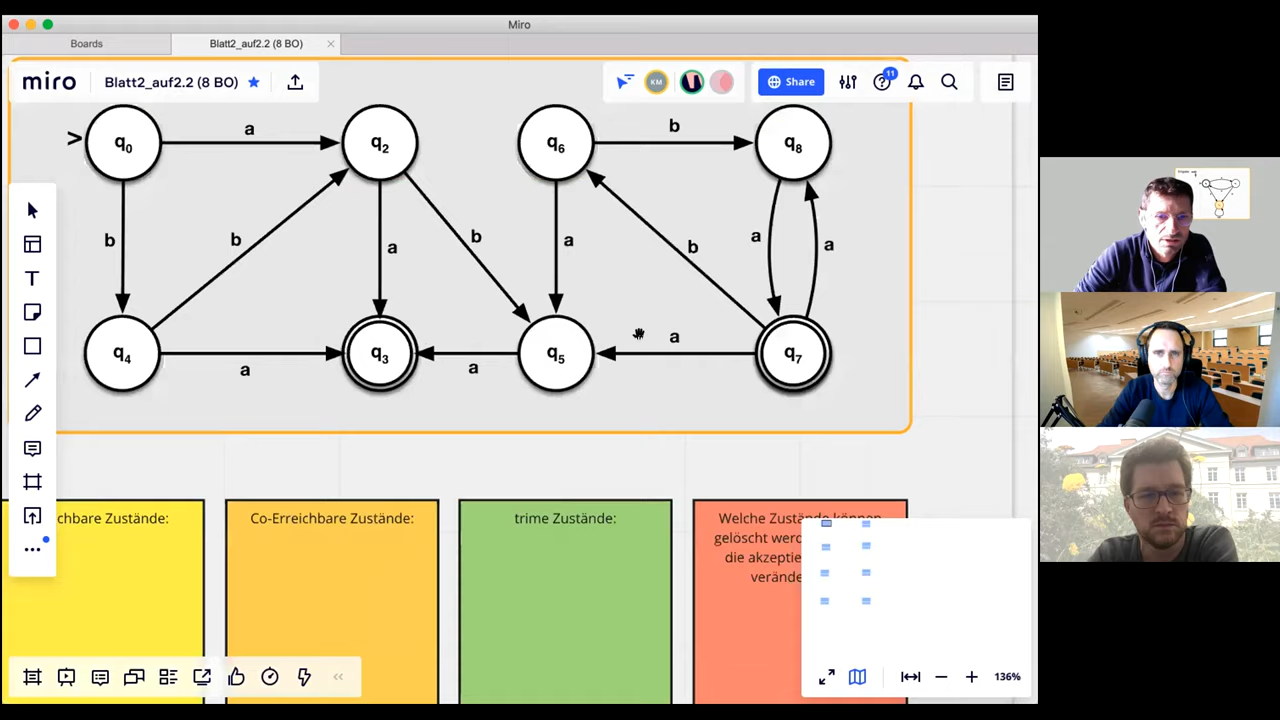 Miro
Boards
Blatt2_auf2.2 (8 BO)
miro
Blatt2_auf2.2 (8 BO)
KM
Share
11
>
q0
a
q2
q6
b
q8
b
b
a
b
a
b
a
a
q4
a
q3
a
q5
a
q7
chbare Zustände:
Co-Erreichbare Zustände:
trime Zustände:
Welche Zustände können
gelöscht werd
die akzeptie
verände
136%